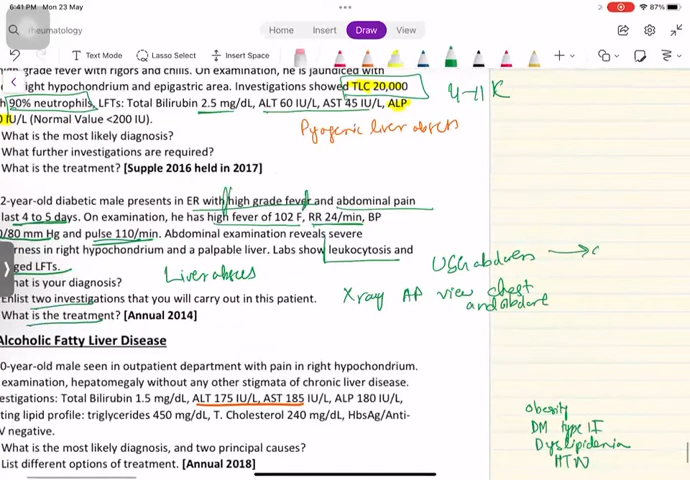 6:41 PM Mon 23 May
87%
rheumatology
Home Insert Draw View
Text Mode Lasso Select Insert Space
grade fever with rigors and chills. On examination, he is jaundiced with
right hypochondrium and epigastric area. Investigations showed TLC 20,000
90% neutrophils, LFTs: Total Bilirubin 2.5 mg/dL, ALT 60 IU/L, AST 45 IU/L, ALP
IU/L (Normal Value <200 IU).
4-11K
Pyogenic liver abscess
What is the most likely diagnosis?
What further investigations are required?
What is the treatment? [Supple 2016 held in 2017]
2-year-old diabetic male presents in ER with high grade fever and abdominal pain
last 4 to 5 days. On examination, he has high fever of 102 F, RR 24/min, BP
0/80 mm Hg and pulse 110/min. Abdominal examination reveals severe
erness in right hypochondrium and a palpable liver. Labs show leukocytosis and
ged LFTs.
Liver abscess
USG abdomen
hat is your diagnosis?
Enlist two investigations that you will carry out in this patient.
Xray AP view chest
and abdome
What is the treatment? [Annual 2014]
Alcoholic Fatty Liver Disease
0-year-old male seen in outpatient department with pain in right hypochondrium.
examination, hepatomegaly without any other stigmata of chronic liver disease.
estigations: Total Bilirubin 1.5 mg/dL, ALT 175 IU/L, AST 185 IU/L, ALP 180 IU/L,
ting lipid profile: triglycerides 450 mg/dL, T. Cholesterol 240 mg/dL, HbsAg/Anti-
V negative.
What is the most likely diagnosis, and two principal causes?
List different options of treatment. [Annual 2018]
obesity
DM type II
Dyslipidenia
HTN